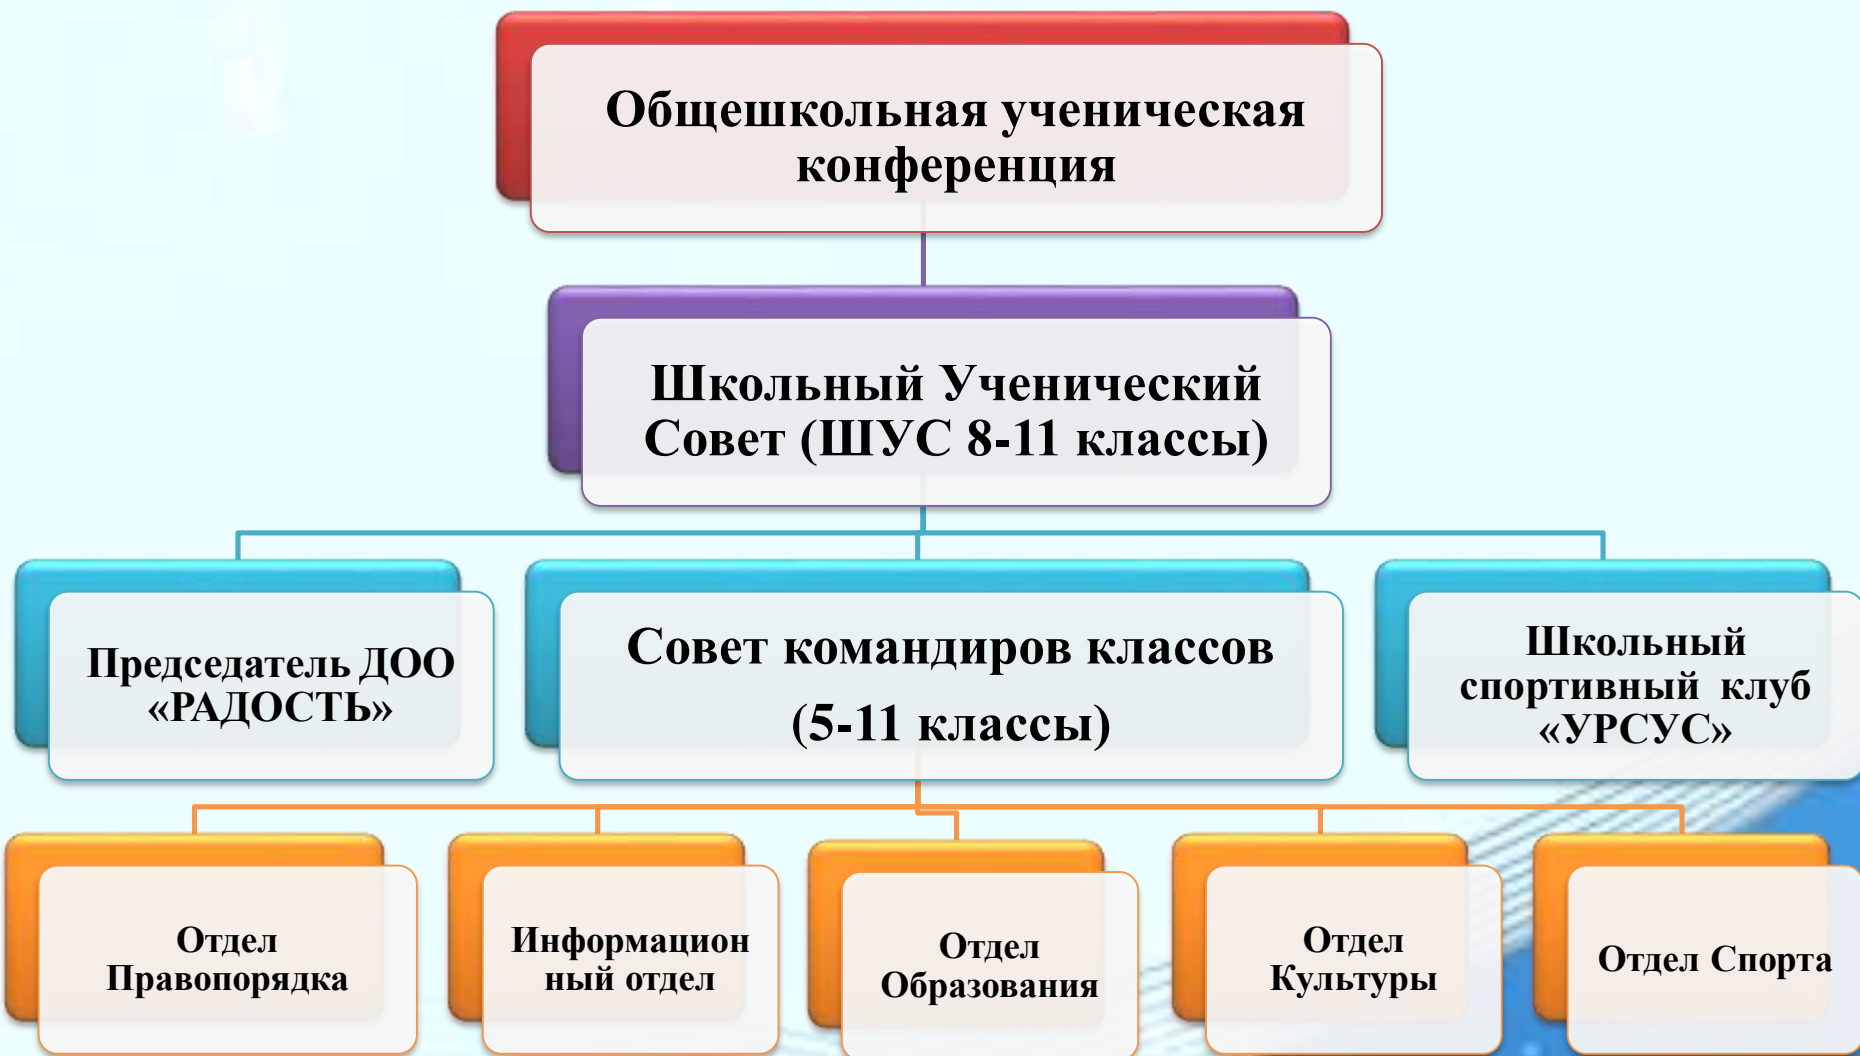 Общешкольная ученическая
конференция
Школьный Ученический
Совет (ШУС 8-11 классы)
Председатель ДОО
«РАДОСТЬ»
Совет командиров классов
(5-11 классы)
Школьный
спортивный клуб
«УРСУС»
Отдел
Правопорядка
Информацион
ный отдел
Отдел
Образования
Отдел
Культуры
Отдел Спорта